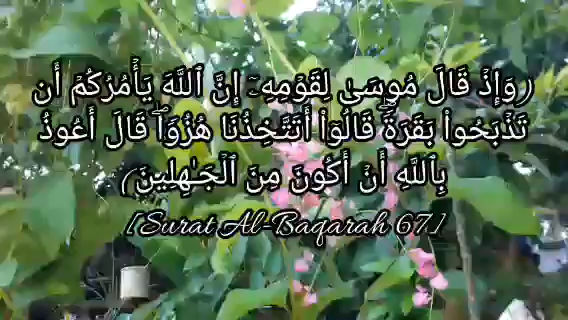 (وَإِذۡ قَالَ مُوسَىٰ لِقَوۡمِهِۦٓ إِنَّ ٱللَّهَ يَأۡمُرُكُمۡ أَن
تَذۡبَحُواْ بَقَرَةٗۖ قَالُوٓاْ أَتَتَّخِذُنَا هُزُوٗاۖ قَالَ أَعُوذُ
بِٱللَّهِ أَنۡ أَكُونَ مِنَ ٱلۡجَٰهِلِينَ)
[Surat Al-Baqarah 67]